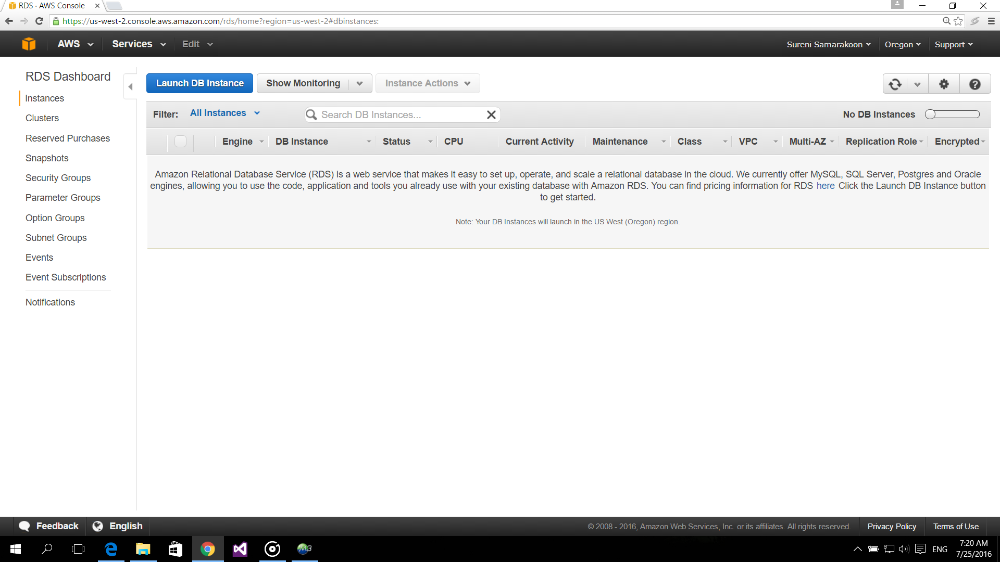 RDS · AWS Console
https://us-west-2.console.aws.amazon.com/rds/home?region=us-west-2#dbinstances:
AWS Services Edit Sureni Samarakoon Oregon Support
RDS Dashboard
Instances
Clusters
Reserved Purchases
Snapshots
Security Groups
Parameter Groups
Option Groups
Subnet Groups
Events
Event Subscriptions
Notifications
Launch DB Instance Show Monitoring Instance Actions
Filter: All Instances Search DB Instances... No DB Instances
Engine DB Instance Status CPU Current Activity Maintenance Class VPC Multi-AZ Replication Role Encrypted
Amazon Relational Database Service (RDS) is a web service that makes it easy to set up, operate, and scale a relational database in the cloud. We currently offer MySQL, SQL Server, Postgres and Oracle
engines, allowing you to use the code, application and tools you already use with your existing database with Amazon RDS. You can find pricing information for RDS here Click the Launch DB Instance button
to get started.
Note: Your DB Instances will launch in the US West (Oregon) region.
Feedback English © 2008 - 2016, Amazon Web Services, Inc. or its affiliates. All rights reserved. Privacy Policy Terms of Use
M3
ENG
7:20 AM
7/25/2016